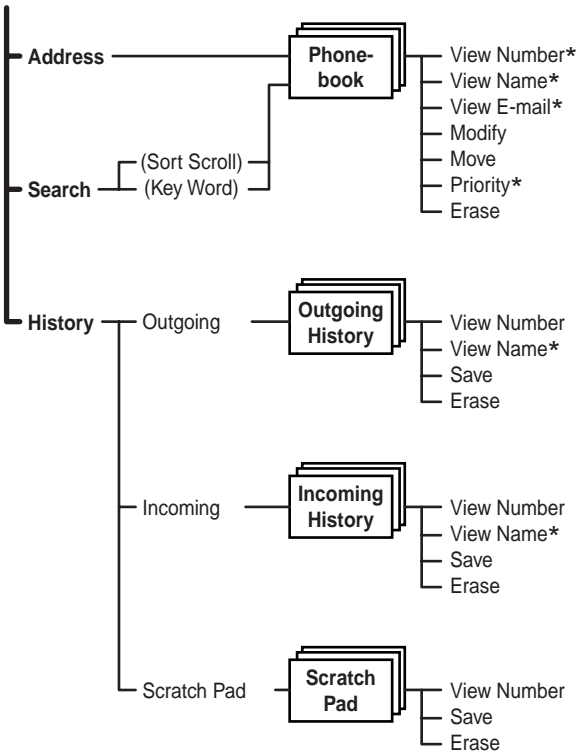 Address
Phone-
book
View Number*
View Name*
View E-mail*
Modify
Move
Priority*
Erase
Search
(Sort Scroll)
(Key Word)
History
Outgoing
Outgoing
History
View Number
View Name*
Save
Erase
Incoming
Incoming
History
View Number
View Name*
Save
Erase
Scratch Pad
Scratch
Pad
View Number
Save
Erase